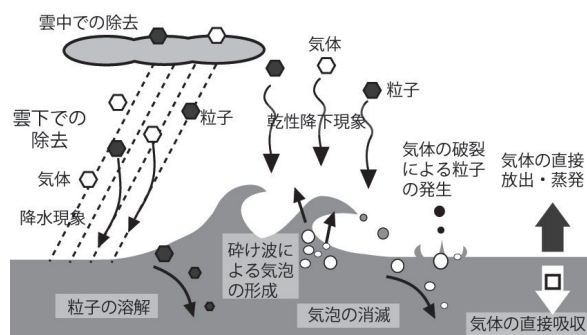 雲中での除去
気体
雲下での
除去
粒子
粒子
乾性降下現象
気体の破裂
による粒子
の発生
気体の直接
放出・蒸発
気体
降水現象
砕け波に
よる気泡
の形成
粒子の溶解
気泡の消滅
気体の直接吸収